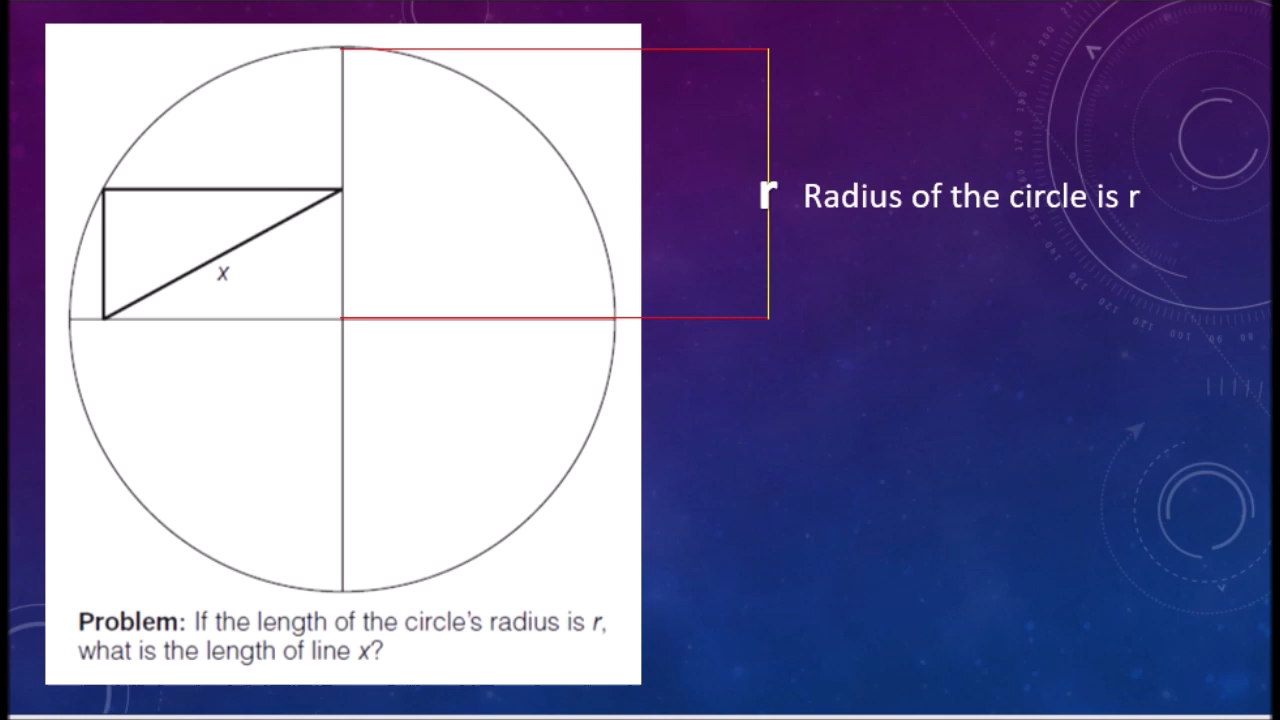 r Radius of the circle is r
x
Problem: If the length of the circle's radius is r,
what is the length of line x?